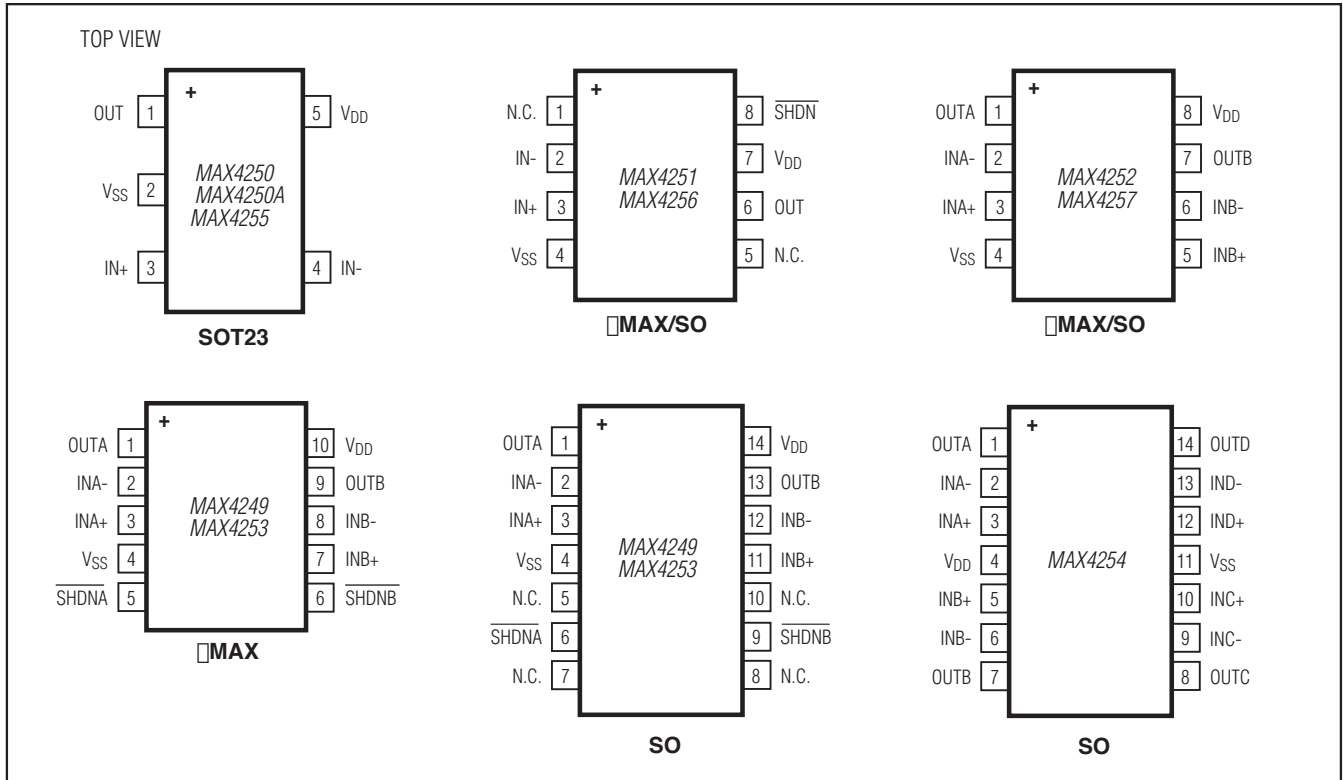 TOP VIEW
+
OUT 1
5 VDD
VSS 2
MAX4250
MAX4250A
MAX4255
IN+ 3
4 IN-
SOT23
+
N.C. 1
8 SHDN
IN- 2
7 VDD
MAX4251
MAX4256
IN+ 3
6 OUT
VSS 4
5 N.C.
▯MAX/SO
+
OUTA 1
8 VDD
INA- 2
7 OUTB
MAX4252
MAX4257
INA+ 3
6 INB-
VSS 4
5 INB+
▯MAX/SO
+
OUTA 1
10 VDD
INA- 2
9 OUTB
MAX4249
MAX4253
INA+ 3
8 INB-
VSS 4
7 INB+
SHDNA 5
6 SHDNB
▯MAX
+
OUTA 1
14 VDD
INA- 2
13 OUTB
INA+ 3
12 INB-
MAX4249
MAX4253
VSS 4
11 INB+
N.C. 5
10 N.C.
SHDNA 6
9 SHDNB
N.C. 7
8 N.C.
SO
+
OUTA 1
14 OUTD
INA- 2
13 IND-
INA+ 3
12 IND+
VDD 4
MAX4254
11 VSS
INB+ 5
10 INC+
INB- 6
9 INC-
OUTB 7
8 OUTC
SO